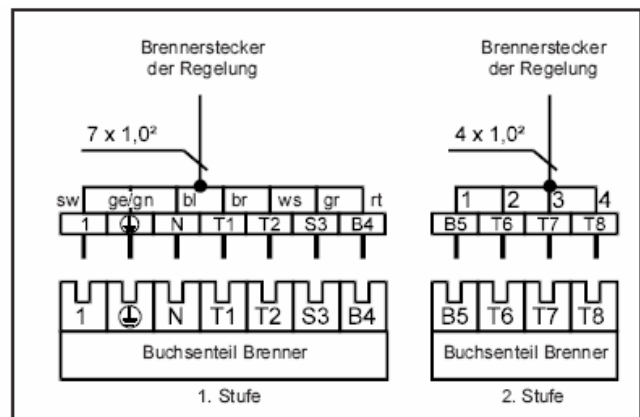 Brennerstecker
der Regelung
7 x 1,0²
sw ge/gn bl br ws gr rt
1 ⏚ N T1 T2 S3 B4
1 ⏚ N T1 T2 S3 B4
Buchsenteil Brenner
1. Stufe
Brennerstecker
der Regelung
4 x 1,0²
1 2 3 4
B5 T6 T7 T8
B5 T6 T7 T8
Buchsenteil Brenner
2. Stufe